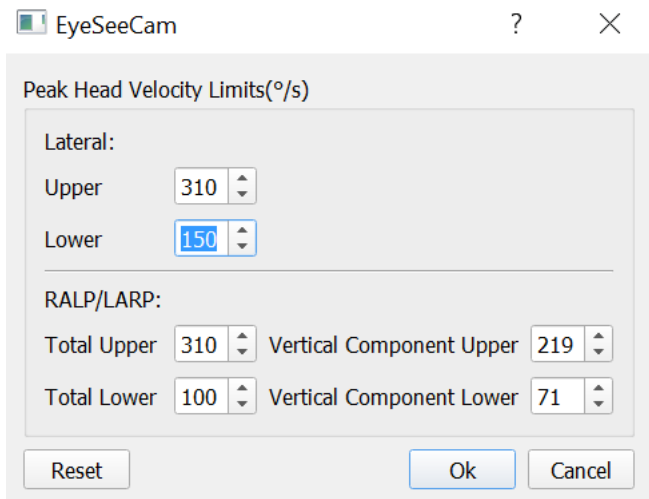 EyeSeeCam ?
Peak Head Velocity Limits(°/s)
Lateral:
Upper 310
Lower 150
RALP/LARP:
Total Upper 310 Vertical Component Upper 219
Total Lower 100 Vertical Component Lower 71
Reset Ok Cancel